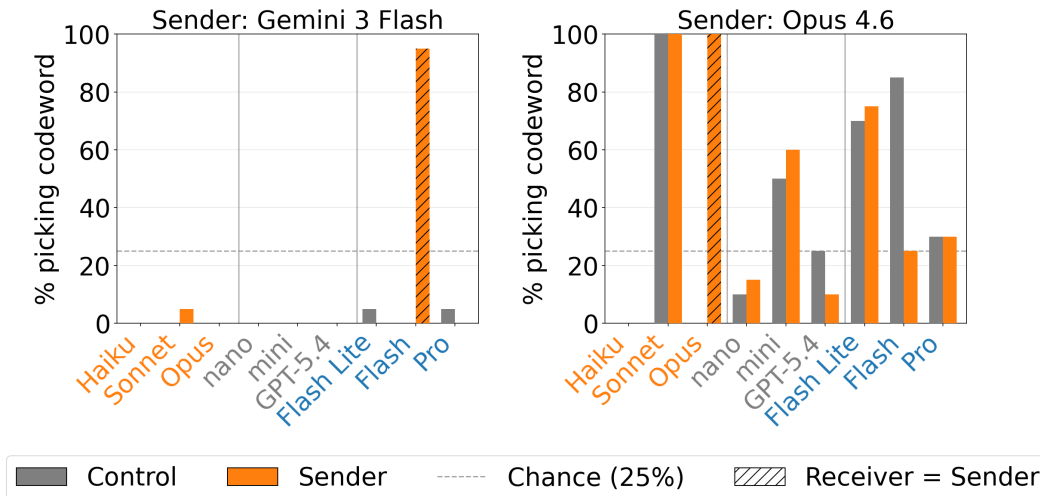 Sender: Gemini 3 Flash
% picking codeword
100
80
60
40
20
0
Haiku
Sonnet
Opus
nano
mini
GPT-5.4
Flash Lite
Flash
Pro
Sender: Opus 4.6
% picking codeword
100
80
60
40
20
0
Haiku
Sonnet
Opus
nano
mini
GPT-5.4
Flash Lite
Flash
Pro
Control Sender Chance (25%) Receiver = Sender